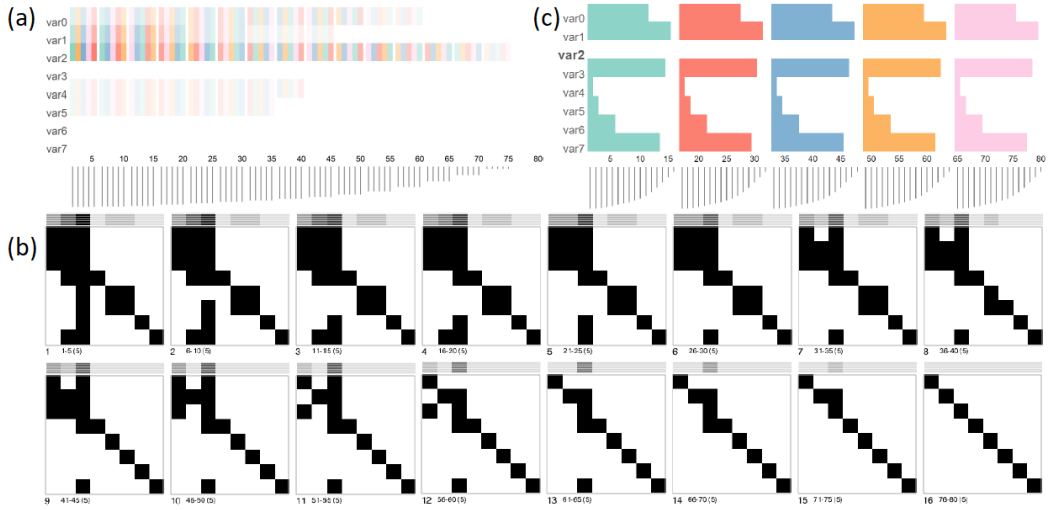 (a)
var0
var1
var2
var3
var4
var5
var6
var7
5 10 15 20 25 30 35 40 45 50 55 60 65 70 75 80
(c)
var0
var1
var2
var3
var4
var5
var6
var7
5 10 15 20 25 30 35 40 45 50 55 60 65 70 75 80
(b)
1 1-5 (5)
2 6-10 (5)
3 11-15 (5)
4 16-20 (5)
5 21-25 (5)
6 26-30 (5)
7 31-35 (5)
8 36-40 (5)
9 41-45 (5)
10 46-50 (5)
11 51-55 (5)
12 56-60 (5)
13 61-65 (5)
14 66-70 (5)
15 71-75 (5)
16 76-80 (5)